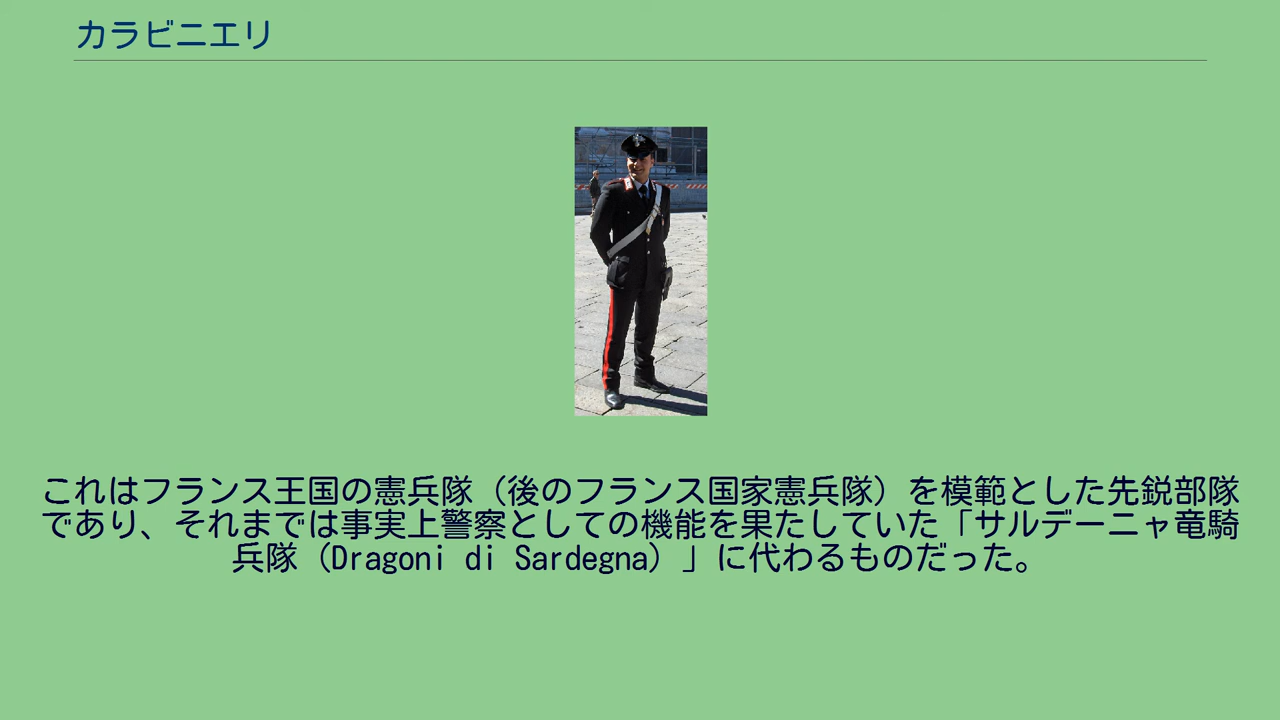 カラビニエリ
これはフランス王国の憲兵隊（後のフランス国家憲兵隊）を模範とした先鋭部隊
であり、それまでは事実上警察としての機能を果たしていた「サルデーニャ竜騎
兵隊（Dragoni di Sardegna）」に代わるものだった。